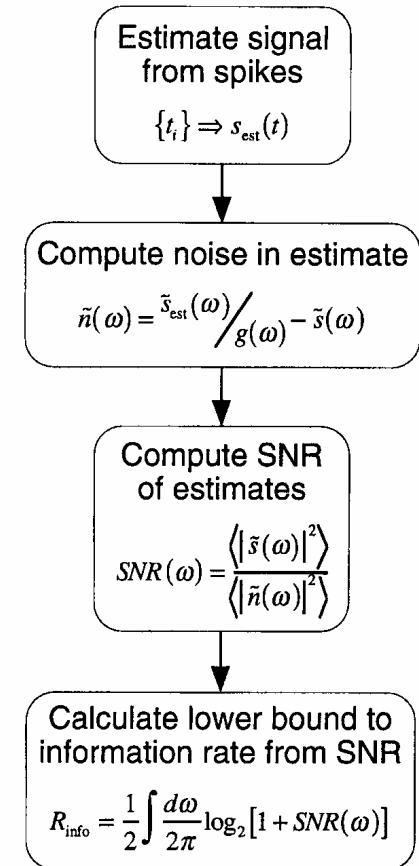 Estimate signal
from spikes
{tᵢ} ⇒ s_est(t)
Compute noise in estimate
ñ(ω) = s̃_est(ω)/g(ω) − s̃(ω)
Compute SNR
of estimates
SNR(ω) = ⟨|s̃(ω)|²⟩ / ⟨|ñ(ω)|²⟩
Calculate lower bound to
information rate from SNR
R_info = 1/2 ∫ dω/2π log₂[1 + SNR(ω)]